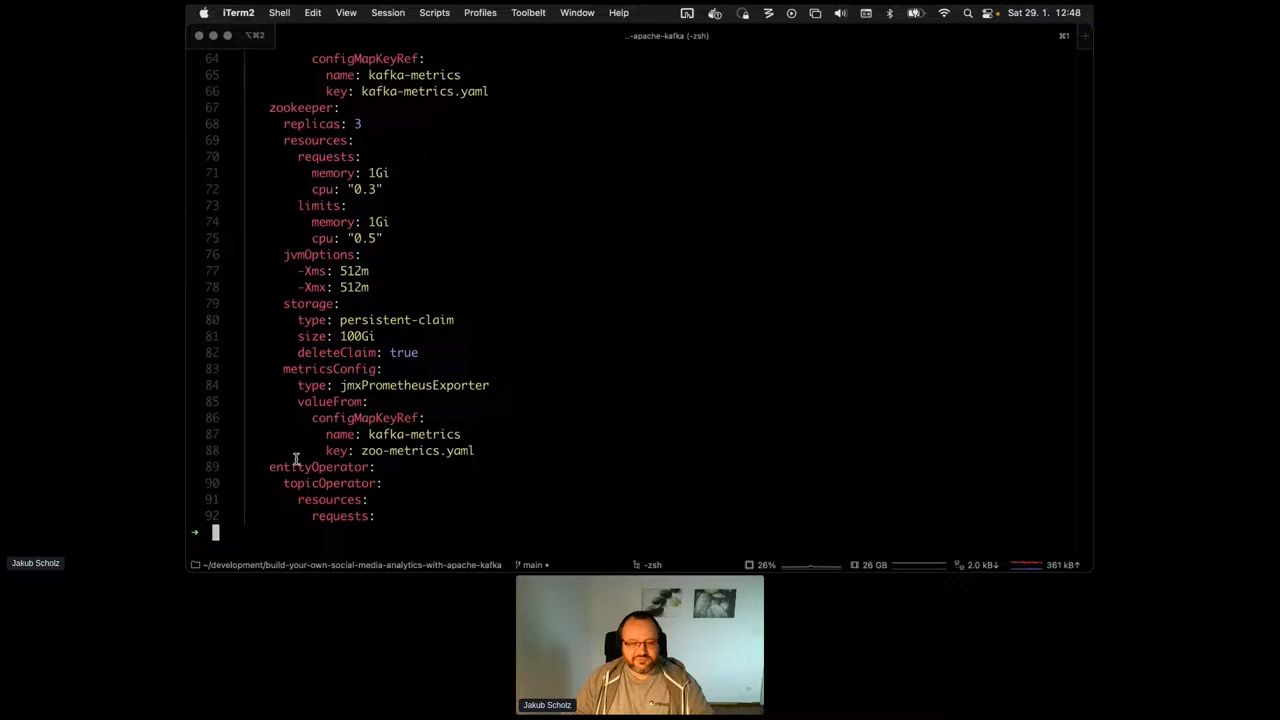 iTerm2 Shell Edit View Session Scripts Profiles Toolbelt Window Help Sat 29. 1. 12:48
⌥⌘2 ..-apache-kafka (-zsh) ⌘1
64 configMapKeyRef:
65 name: kafka-metrics
66 key: kafka-metrics.yaml
67 zookeeper:
68 replicas: 3
69 resources:
70 requests:
71 memory: 1Gi
72 cpu: "0.3"
73 limits:
74 memory: 1Gi
75 cpu: "0.5"
76 jvmOptions:
77 -Xms: 512m
78 -Xmx: 512m
79 storage:
80 type: persistent-claim
81 size: 100Gi
82 deleteClaim: true
83 metricsConfig:
84 type: jmxPrometheusExporter
85 valueFrom:
86 configMapKeyRef:
87 name: kafka-metrics
88 key: zoo-metrics.yaml
89 entityOperator:
90 topicOperator:
91 resources:
92 requests:
➜
~/development/build-your-own-social-media-analytics-with-apache-kafka main • -zsh 26% 26 GB 2.0 kB↓ 361 kB↑
Jakub Scholz
Jakub Scholz